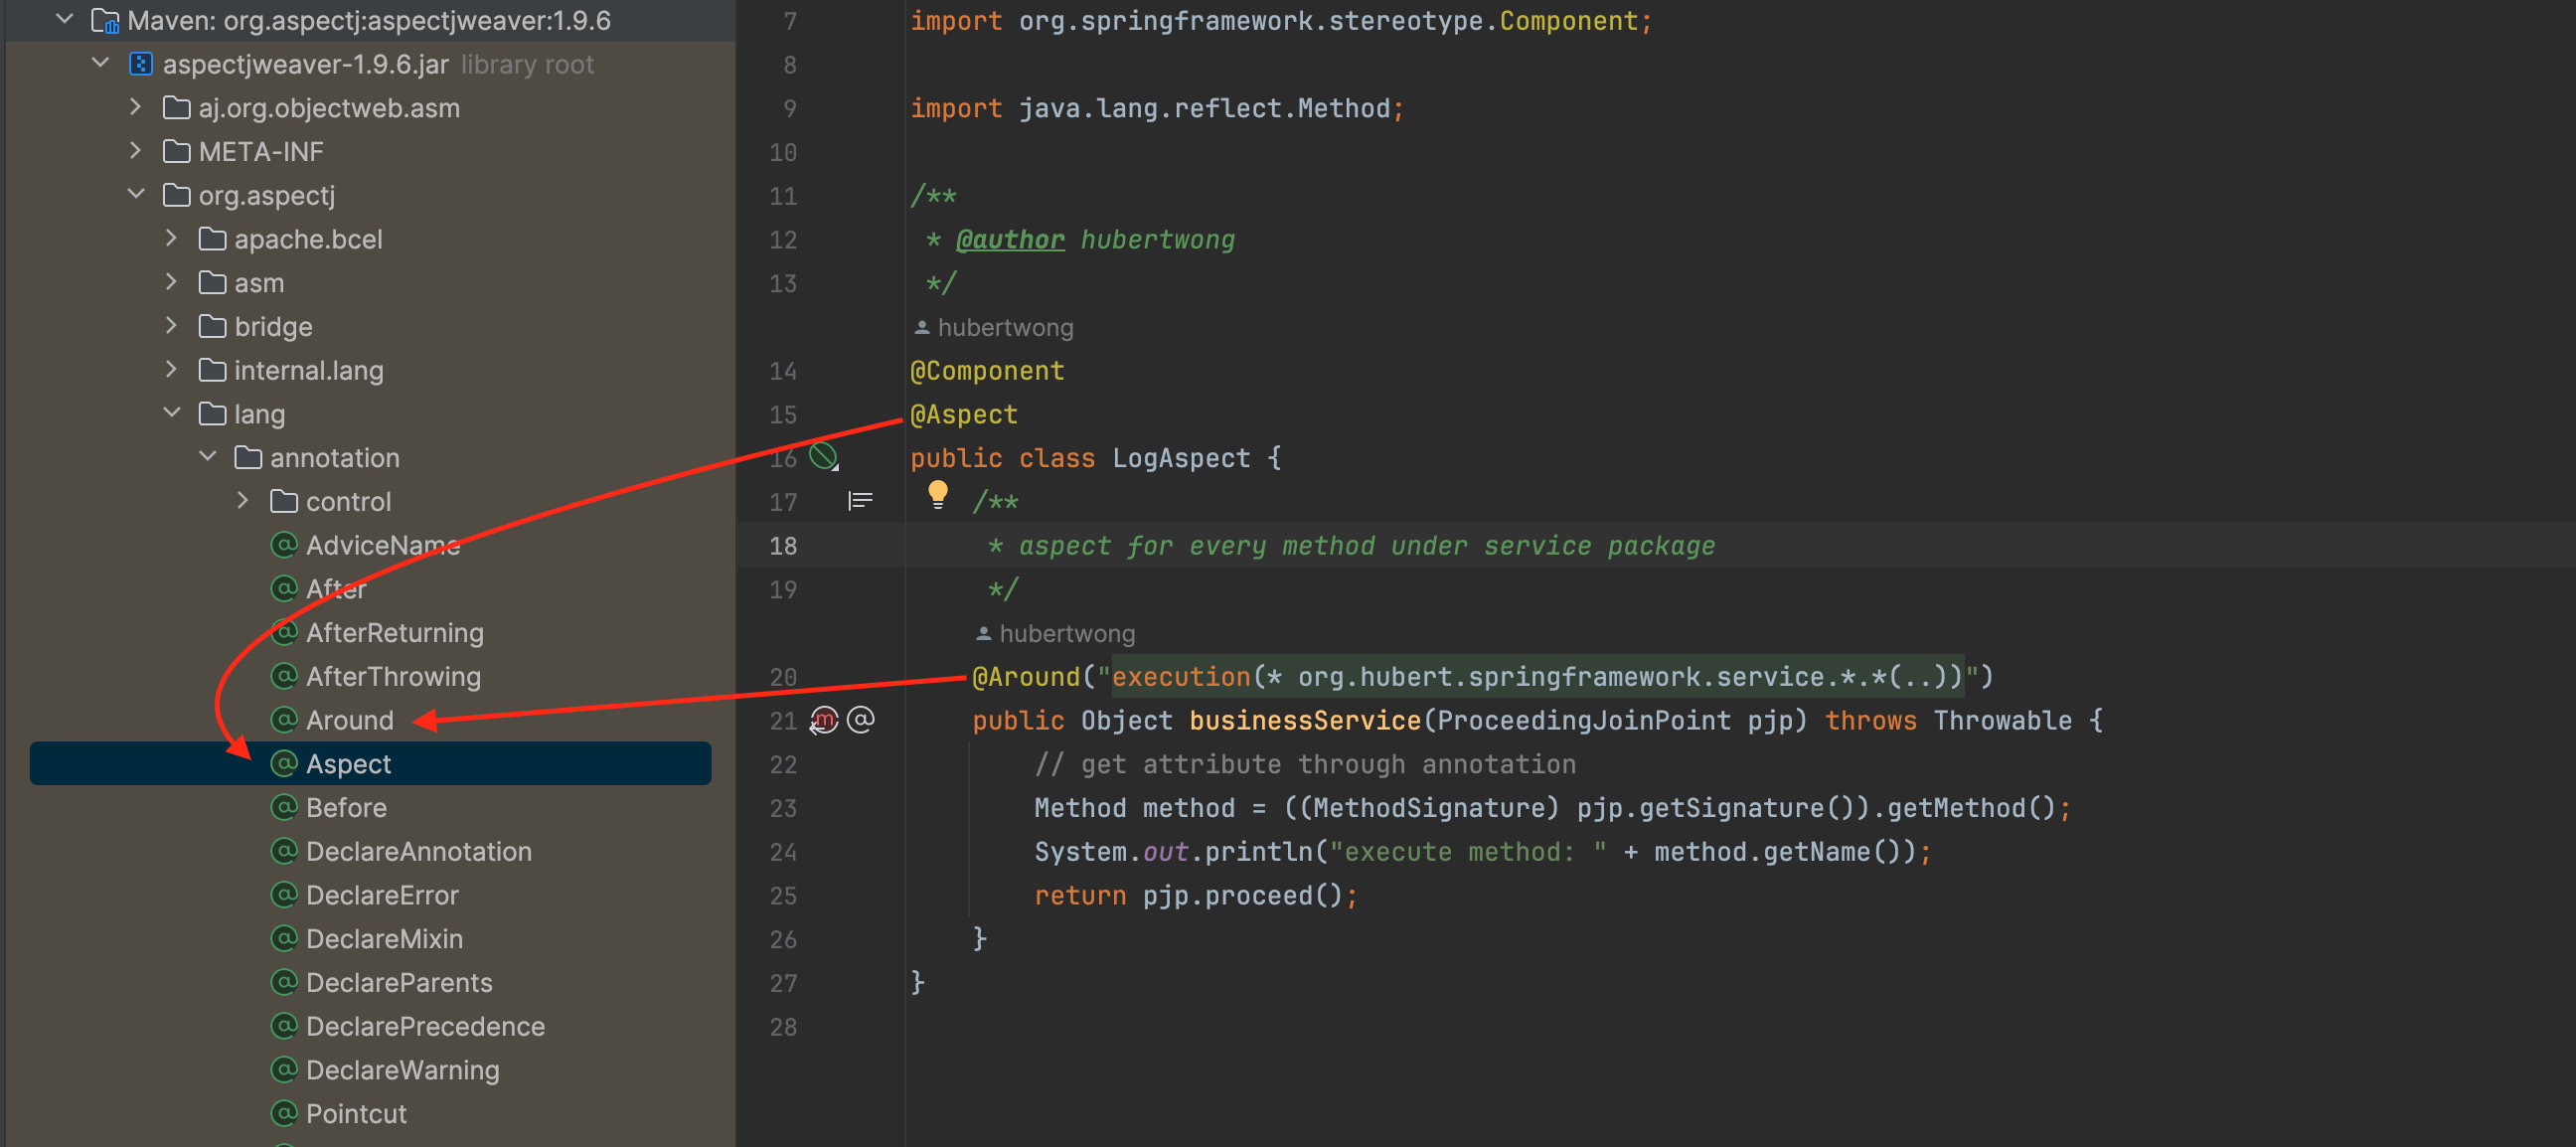 Maven: org.aspectj:aspectjweaver:1.9.6
aspectjweaver-1.9.6.jar library root
aj.org.objectweb.asm
META-INF
org.aspectj
apache.bcel
asm
bridge
internal.lang
lang
annotation
control
AdviceName
After
AfterReturning
AfterThrowing
Around
Aspect
Before
DeclareAnnotation
DeclareError
DeclareMixin
DeclareParents
DeclarePrecedence
DeclareWarning
Pointcut
7 import org.springframework.stereotype.Component;
8
9 import java.lang.reflect.Method;
10
11 /**
12 * @author hubertwong
13 */
hubertwong
14 @Component
15 @Aspect
16 public class LogAspect {
17 /**
18 * aspect for every method under service package
19 */
hubertwong
20 @Around("execution(* org.hubert.springframework.service.*.*(..))")
21 public Object businessService(ProceedingJoinPoint pjp) throws Throwable {
22 // get attribute through annotation
23 Method method = ((MethodSignature) pjp.getSignature()).getMethod();
24 System.out.println("execute method: " + method.getName());
25 return pjp.proceed();
26 }
27 }
28